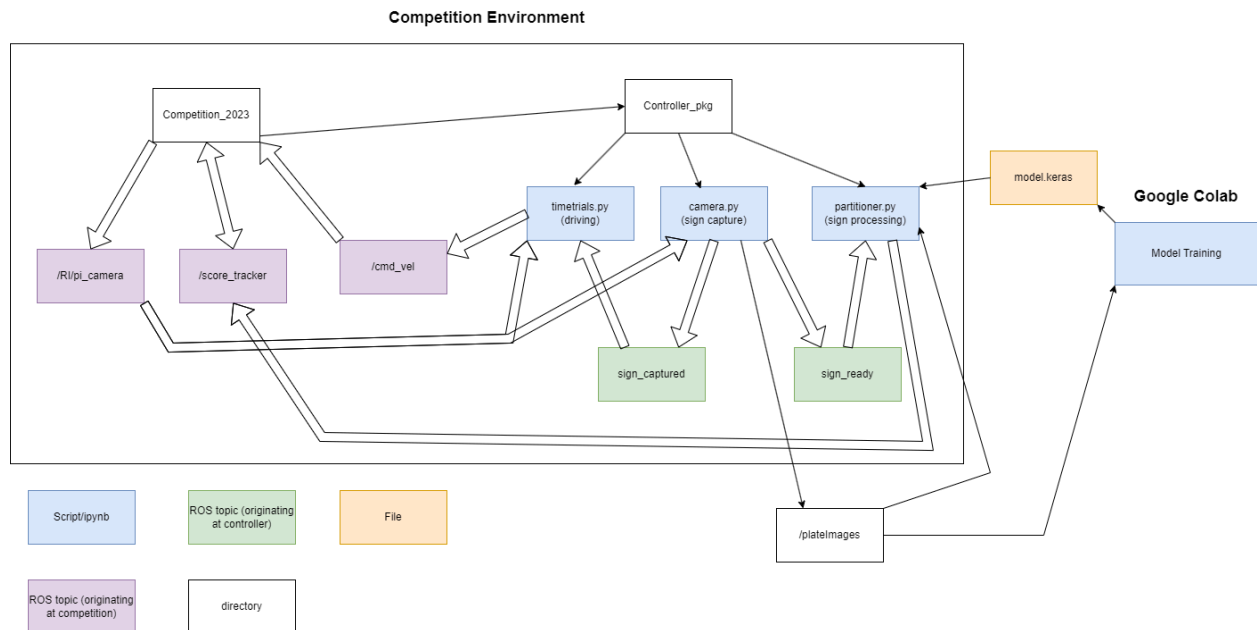 Competition Environment
Competition_2023
Controller_pkg
timetrials.py
(driving)
camera.py
(sign capture)
partitioner.py
(sign processing)
model.keras
Google Colab
Model Training
/RI/pi_camera
/score_tracker
/cmd_vel
sign_captured
sign_ready
/plateImages
Script/ipynb
ROS topic (originating
at controller)
File
ROS topic (originating
at competition)
directory